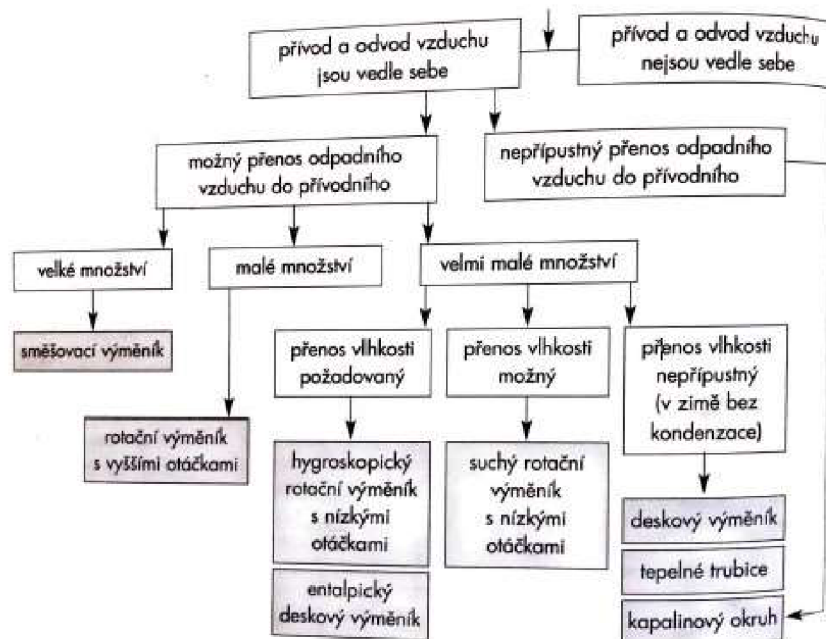 přívod a odvod vzduchu
jsou vedle sebe
přívod a odvod vzduchu
nejsou vedle sebe
možný přenos odpadního
vzduchu do přívodního
nepřípustný přenos odpadního
vzduchu do přívodního
velké množství
malé množství
velmi malé množství
směšovací výměník
přenos vlhkosti
požadovaný
přenos vlhkosti
možný
přenos vlhkosti
nepřípustný
(v zimě bez
kondenzace)
rotační výměník
s vyššími otáčkami
hygroskopický
rotační výměník
s nízkými
otáčkami
suchý rotační
výměník
s nízkými
otáčkami
deskový výměník
tepelné trubice
entalpický
deskový výměník
kapalinový okruh